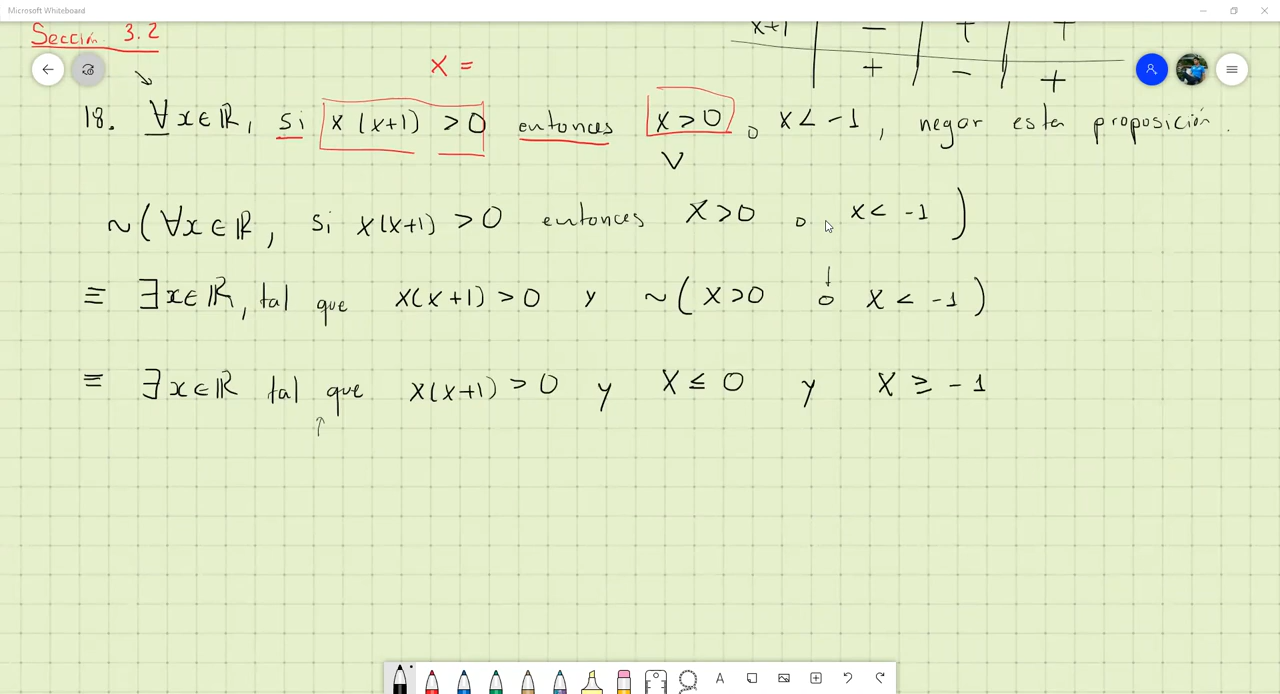 Microsoft Whiteboard
Sección 3.2
x+1 | - | + | +
+ | - | +
x =
18. ∀x∈ℝ, si x(x+1) >0 entonces x>0 o x< -1, negar esta proposición.
V
~(∀x∈ℝ, si x(x+1) >0 entonces x>0 o x< -1)
≡ ∃x∈ℝ, tal que x(x+1)>0 y ~(x>0 o x< -1)
≡ ∃x∈ℝ tal que x(x+1)>0 y x≤0 y x≥ -1
A